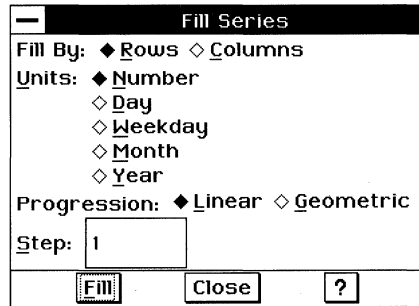 Fill Series
Fill By: Rows Columns
Units: Number
Day
Weekday
Month
Year
Progression: Linear Geometric
Step: 1
Fill Close ?